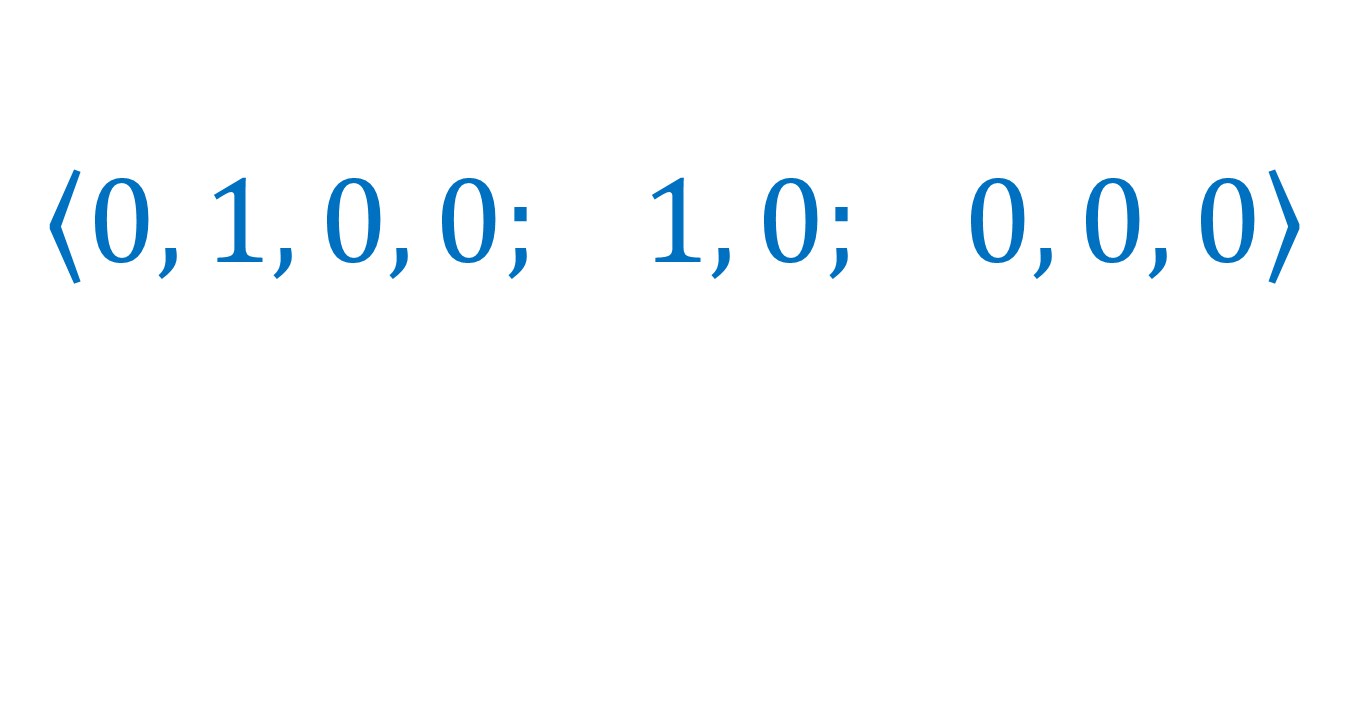 ⟨0, 1, 0, 0; 1, 0; 0, 0, 0⟩